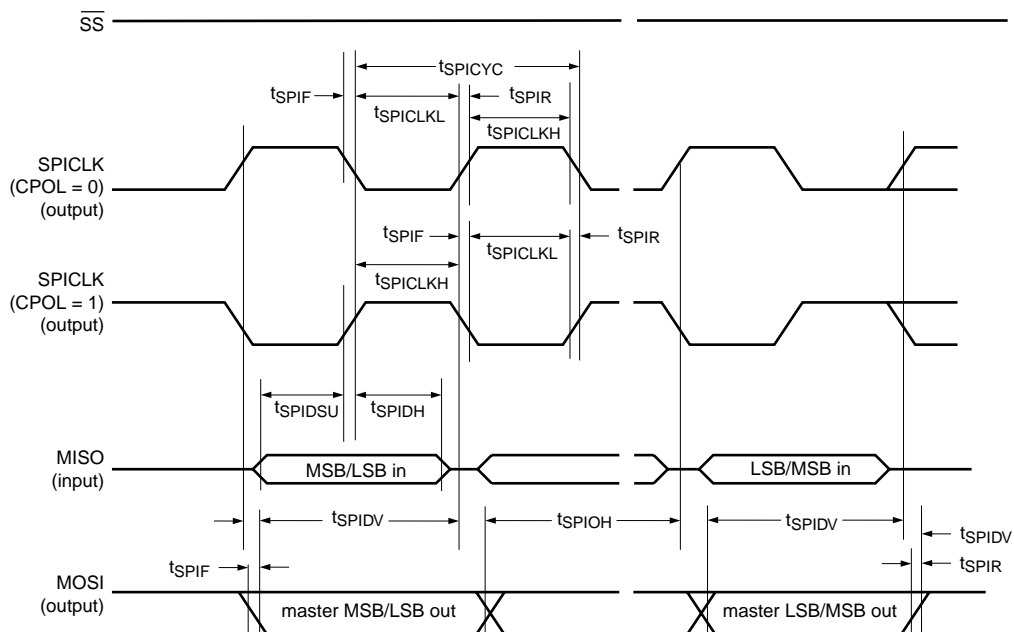 SS
tSPICYC
tSPIF
tSPIR
tSPICLKL
tSPICLKH
SPICLK
(CPOL = 0)
(output)
tSPIF
tSPIR
tSPICLKL
tSPICLKH
SPICLK
(CPOL = 1)
(output)
tSPIDSU
tSPIDH
MISO
(input)
MSB/LSB in
LSB/MSB in
tSPIDV
tSPIOH
tSPIDV
tSPIDV
tSPIF
tSPIR
MOSI
(output)
master MSB/LSB out
master LSB/MSB out